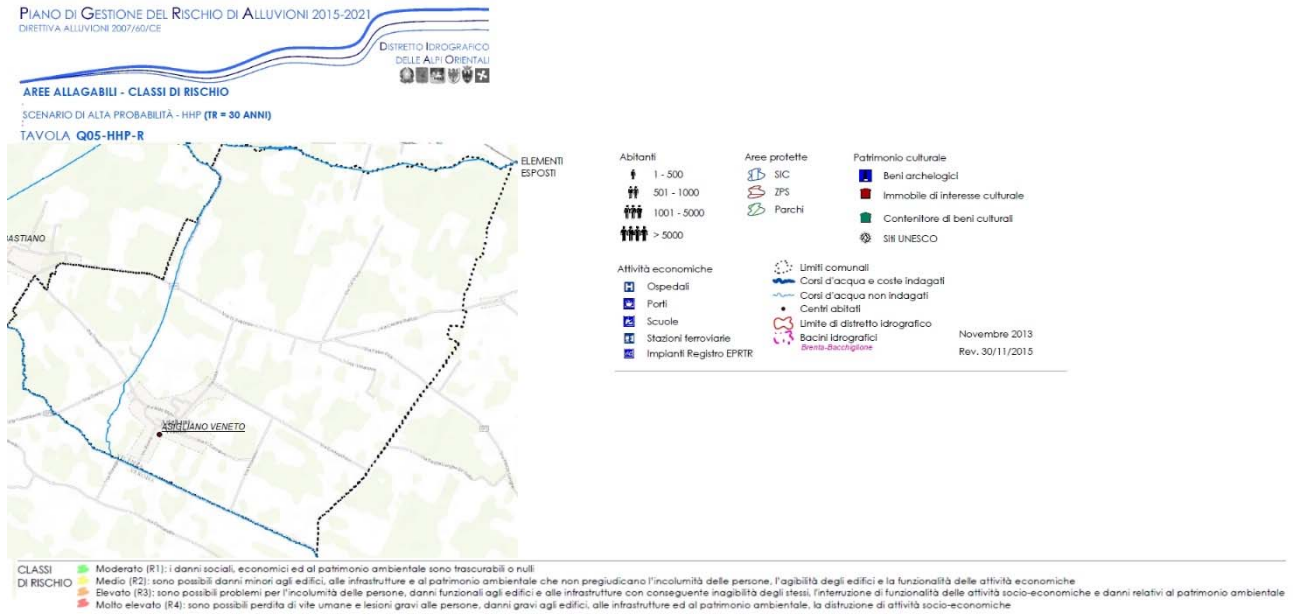 PIANO DI GESTIONE DEL RISCHIO DI ALLUVIONI 2015-2021
DIRETTIVA ALLUVIONI 2007/60/CE
DISTRETTO IDROGRAFICO
DELLE ALPI ORIENTALI
AREE ALLAGABILI - CLASSI DI RISCHIO
SCENARIO DI ALTA PROBABILITÀ - HHP (TR = 30 ANNI)
TAVOLA Q05-HHP-R
ELEMENTI
ESPOSTI
BASTIANO
ASIGLIANO VENETO
Abitanti
1 - 500
501 - 1000
1001 - 5000
> 5000
Aree protette
SIC
ZPS
Parchi
Patrimonio culturale
Beni archelogici
Immobile di interesse culturale
Contenitore di beni culturali
Siti UNESCO
Attività economiche
Ospedali
Porti
Scuole
Stazioni ferroviarie
Impianti Registro EPRTR
Limiti comunali
Corsi d'acqua e coste indagati
Corsi d'acqua non indagati
Centri abitati
Limite di distretto idrografico
Bacini idrografici
Brenta-Bacchiglione
Novembre 2013
Rev. 30/11/2015
CLASSI
DI RISCHIO
Moderato (R1): i danni sociali, economici ed al patrimonio ambientale sono trascurabili o nulli
Medio (R2): sono possibili danni minori agli edifici, alle infrastrutture e al patrimonio ambientale che non pregiudicano l'incolumità delle persone, l'agibilità degli edifici e la funzionalità delle attività economiche
Elevato (R3): sono possibili problemi per l'incolumità delle persone, danni funzionali agli edifici e alle infrastrutture con conseguente inagibilità degli stessi, l'interruzione di funzionalità delle attività socio-economiche e danni relativi al patrimonio ambientale
Molto elevato (R4): sono possibili perdita di vite umane e lesioni gravi alle persone, danni gravi agli edifici, alle infrastrutture ed al patrimonio ambientale, la distruzione di attività socio-economiche